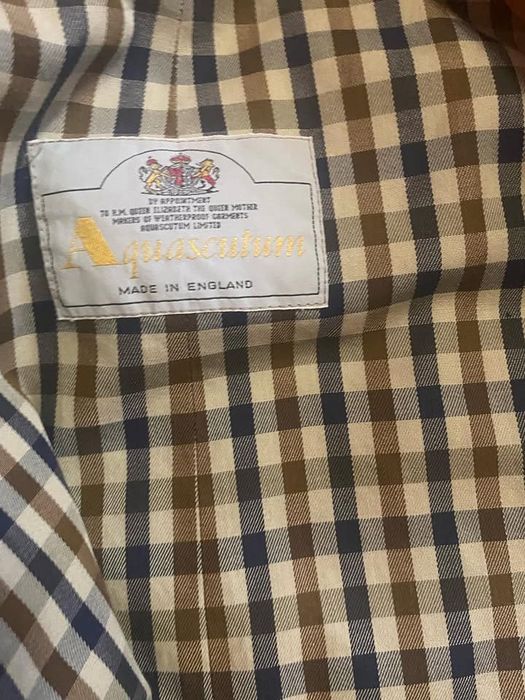 BY APPOINTMENT
TO H.M. QUEEN ELIZABETH THE QUEEN MOTHER
MAKERS OF WEATHERPROOF GARMENTS
AQUASCUTUM LIMITED
Aquascutum
MADE IN ENGLAND